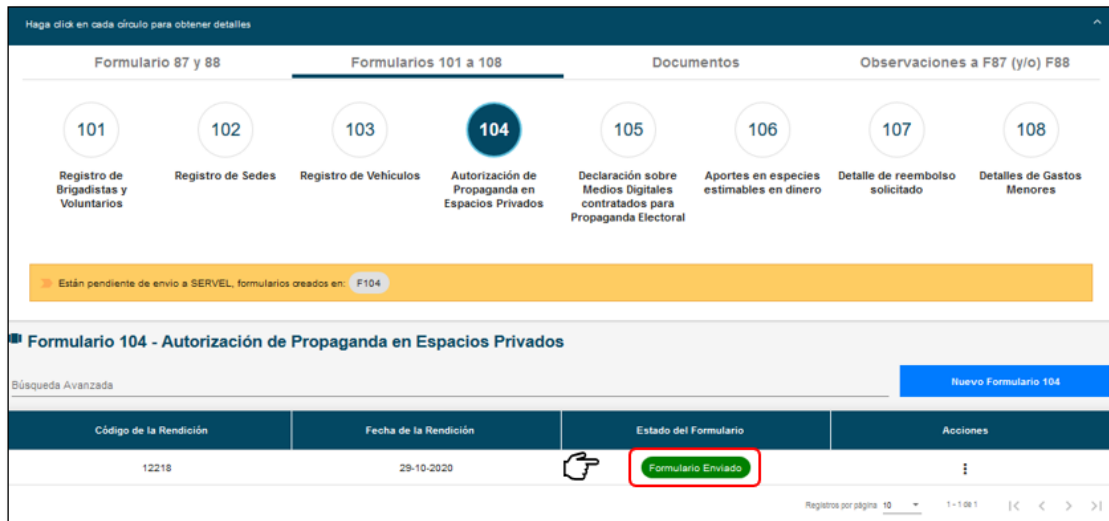 Haga click en cada círculo para obtener detalles
Formulario 87 y 88
Formularios 101 a 108
Documentos
Observaciones a F87 (y/o) F88
101
102
103
104
105
106
107
108
Registro de
Brigadistas y
Voluntarios
Registro de Sedes
Registro de Vehículos
Autorización de
Propaganda en
Espacios Privados
Declaración sobre
Medios Digitales
contratados para
Propaganda Electoral
Aportes en especies
estimables en dinero
Detalle de reembolso
solicitado
Detalles de Gastos
Menores
Están pendiente de envio a SERVEL, formularios creados en: F104
Formulario 104 - Autorización de Propaganda en Espacios Privados
Búsqueda Avanzada
Nuevo Formulario 104
Código de la Rendición
Fecha de la Rendición
Estado del Formulario
Acciones
12218
29-10-2020
Formulario Enviado
Registros por página 10
1 - 1 de 1